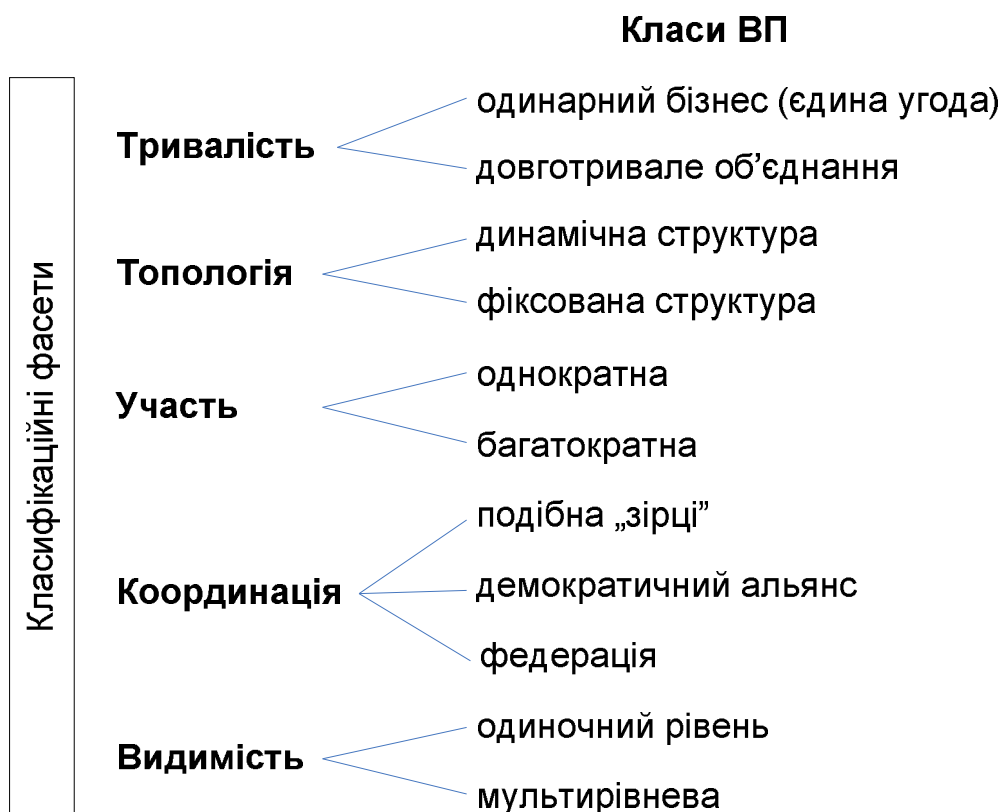 Класи ВП
Класифікаційні фасети
Тривалість
одинарний бізнес (єдина угода)
довготривале об’єднання
Топологія
динамічна структура
фіксована структура
Участь
однократна
багатократна
Координація
подібна „зірці”
демократичний альянс
федерація
Видимість
одиночний рівень
мультирівнева